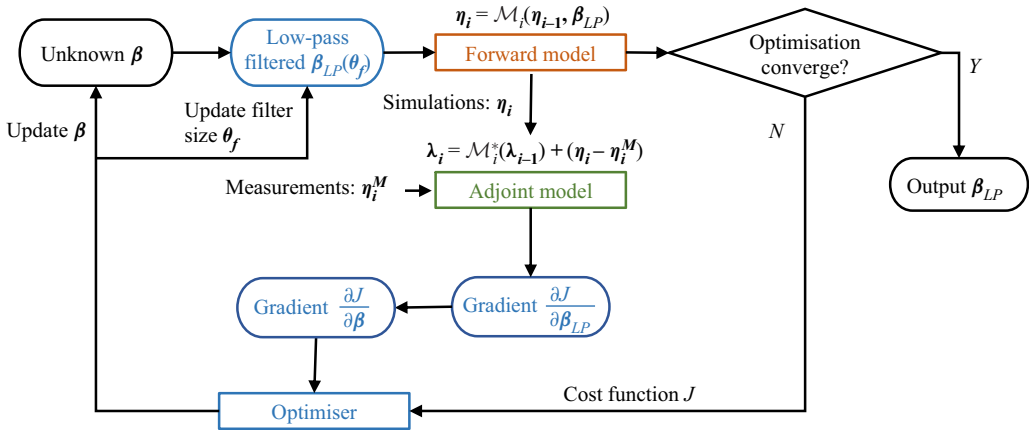 Unknown β
Low-pass
filtered β_LP(θ_f)
η_i = ℳ_i(η_{i–1}, β_LP)
Forward model
Optimisation
converge?
Y
N
Simulations: η_i
Update β
Update filter
size θ_f
λ_i = ℳ_i^*(λ_{i–1}) + (η_i – η_i^M)
Measurements: η_i^M
Adjoint model
Output β_LP
Gradient ∂J/∂β
Gradient ∂J/∂β_LP
Cost function J
Optimiser